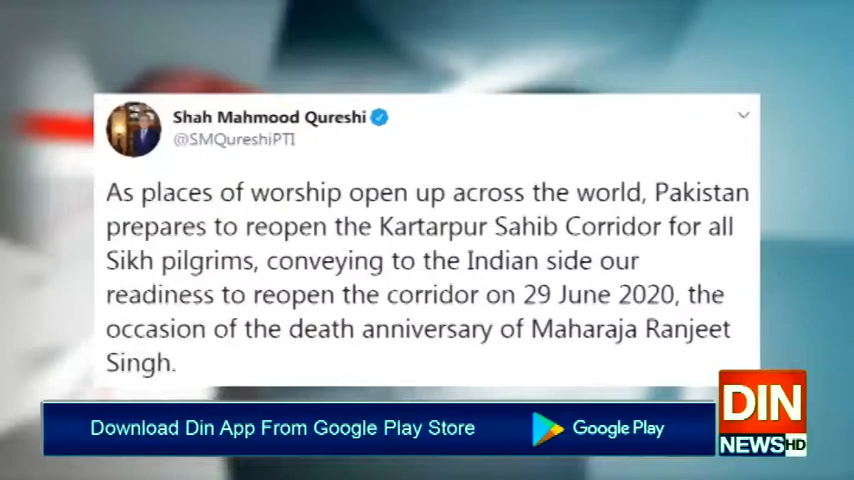 Shah Mahmood Qureshi
@SMQureshiPTI
As places of worship open up across the world, Pakistan
prepares to reopen the Kartarpur Sahib Corridor for all
Sikh pilgrims, conveying to the Indian side our
readiness to reopen the corridor on 29 June 2020, the
occasion of the death anniversary of Maharaja Ranjeet
Singh.
Download Din App From Google Play Store
Google Play
DIN
NEWS HD